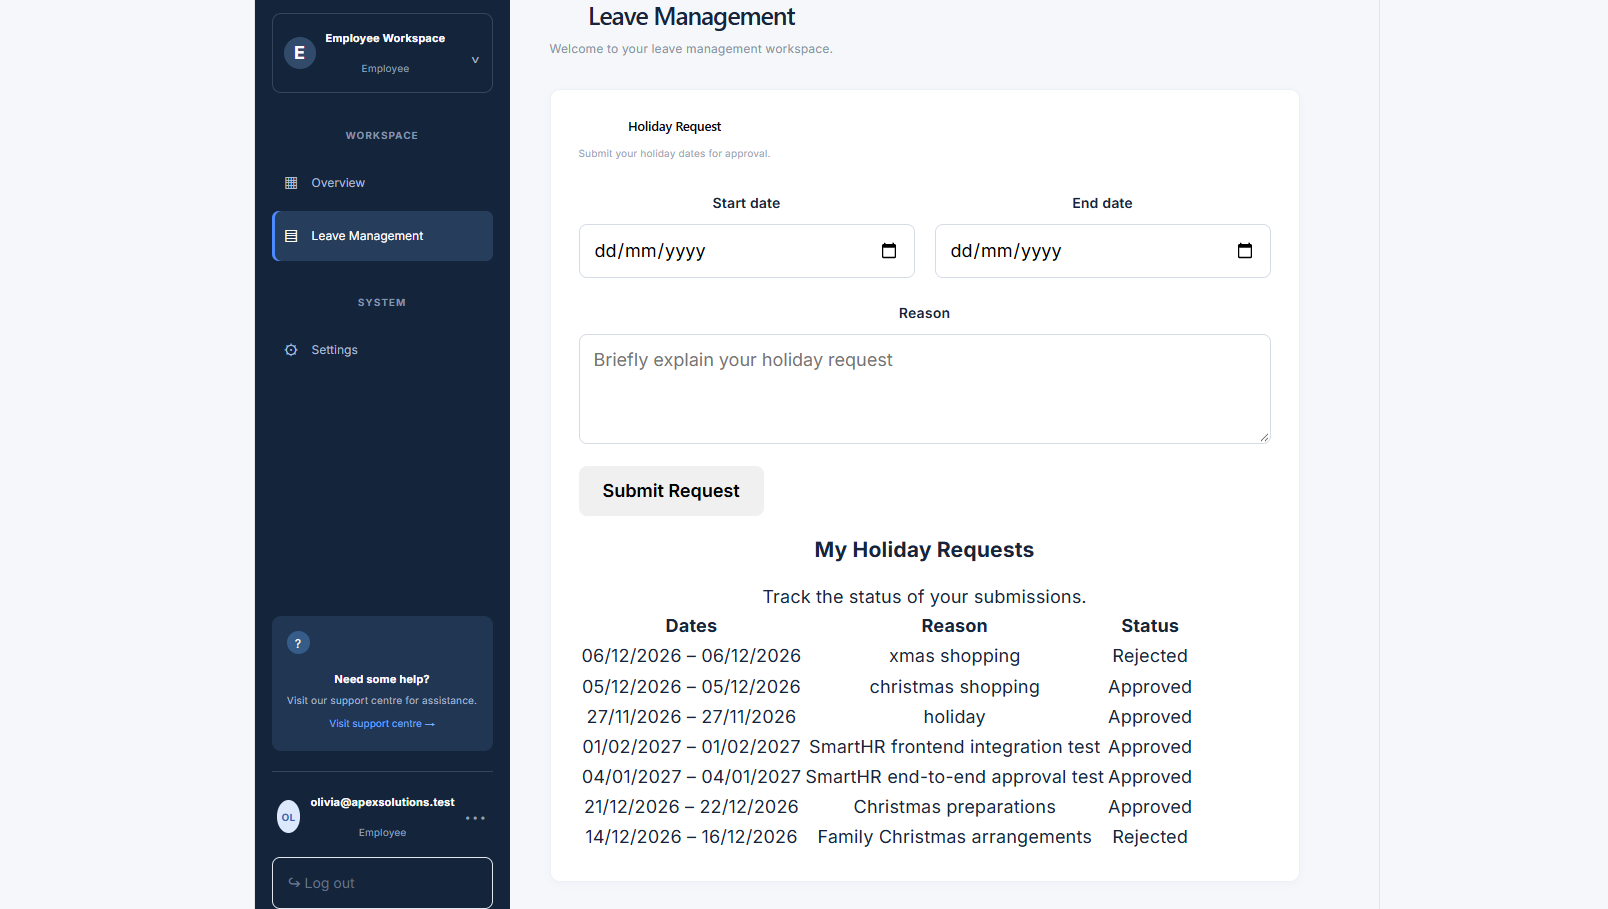 E
Employee Workspace
Employee
WORKSPACE
Overview
Leave Management
SYSTEM
Settings
?
Need some help?
Visit our support centre for assistance.
Visit support centre →
OL
olivia@apexsolutions.test
Employee
...
↪ Log out
Leave Management
Welcome to your leave management workspace.
Holiday Request
Submit your holiday dates for approval.
Start date End date
dd/mm/yyyy dd/mm/yyyy
Reason
Briefly explain your holiday request
Submit Request
My Holiday Requests
Track the status of your submissions.
Dates Reason Status
06/12/2026 – 06/12/2026 xmas shopping Rejected
05/12/2026 – 05/12/2026 christmas shopping Approved
27/11/2026 – 27/11/2026 holiday Approved
01/02/2027 – 01/02/2027 SmartHR frontend integration test Approved
04/01/2027 – 04/01/2027 SmartHR end-to-end approval test Approved
21/12/2026 – 22/12/2026 Christmas preparations Approved
14/12/2026 – 16/12/2026 Family Christmas arrangements Rejected